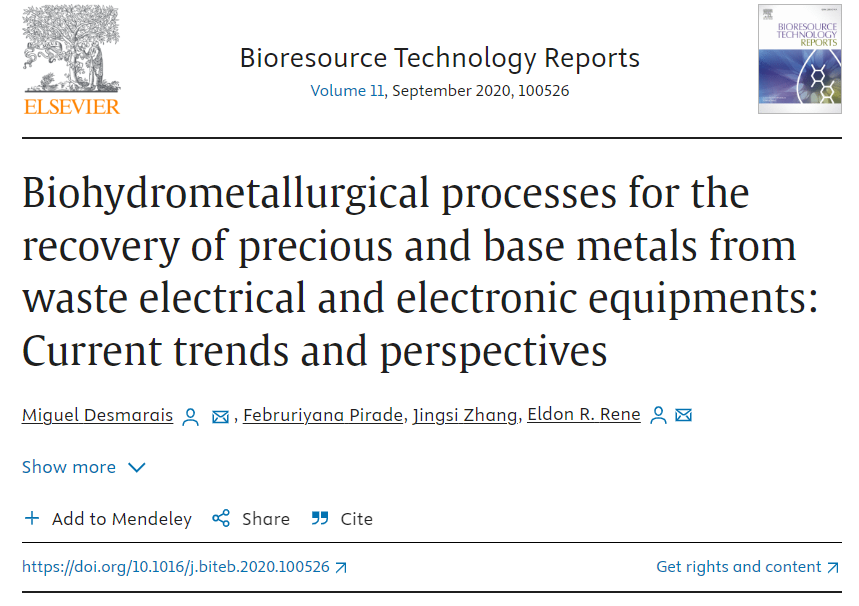 ELSEVIER
Bioresource Technology Reports
Volume 11, September 2020, 100526
BIORESOURCE
TECHNOLOGY
REPORTS
Biohydrometallurgical processes for the
recovery of precious and base metals from
waste electrical and electronic equipments:
Current trends and perspectives
Miguel Desmarais, Februriyana Pirade, Jingsi Zhang, Eldon R. Rene
Show more
Add to Mendeley Share Cite
https://doi.org/10.1016/j.biteb.2020.100526 Get rights and content